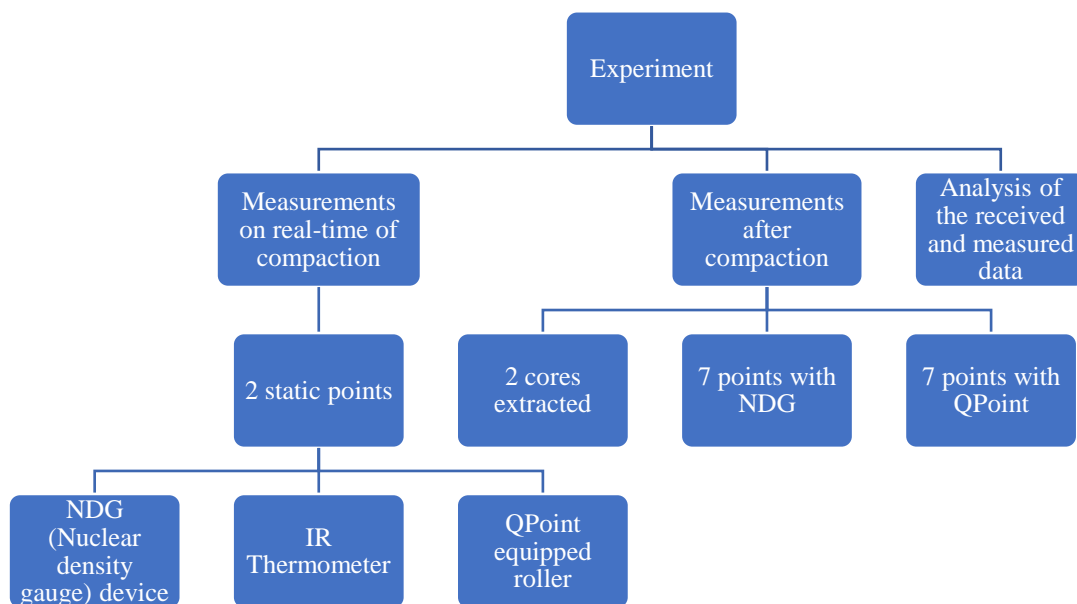 Experiment
Measurements
on real-time of
compaction
Measurements
after
compaction
Analysis of
the received
and measured
data
2 static points
2 cores
extracted
7 points with
NDG
7 points with
QPoint
NDG
(Nuclear
density
gauge) device
IR
Thermometer
QPoint
equipped
roller